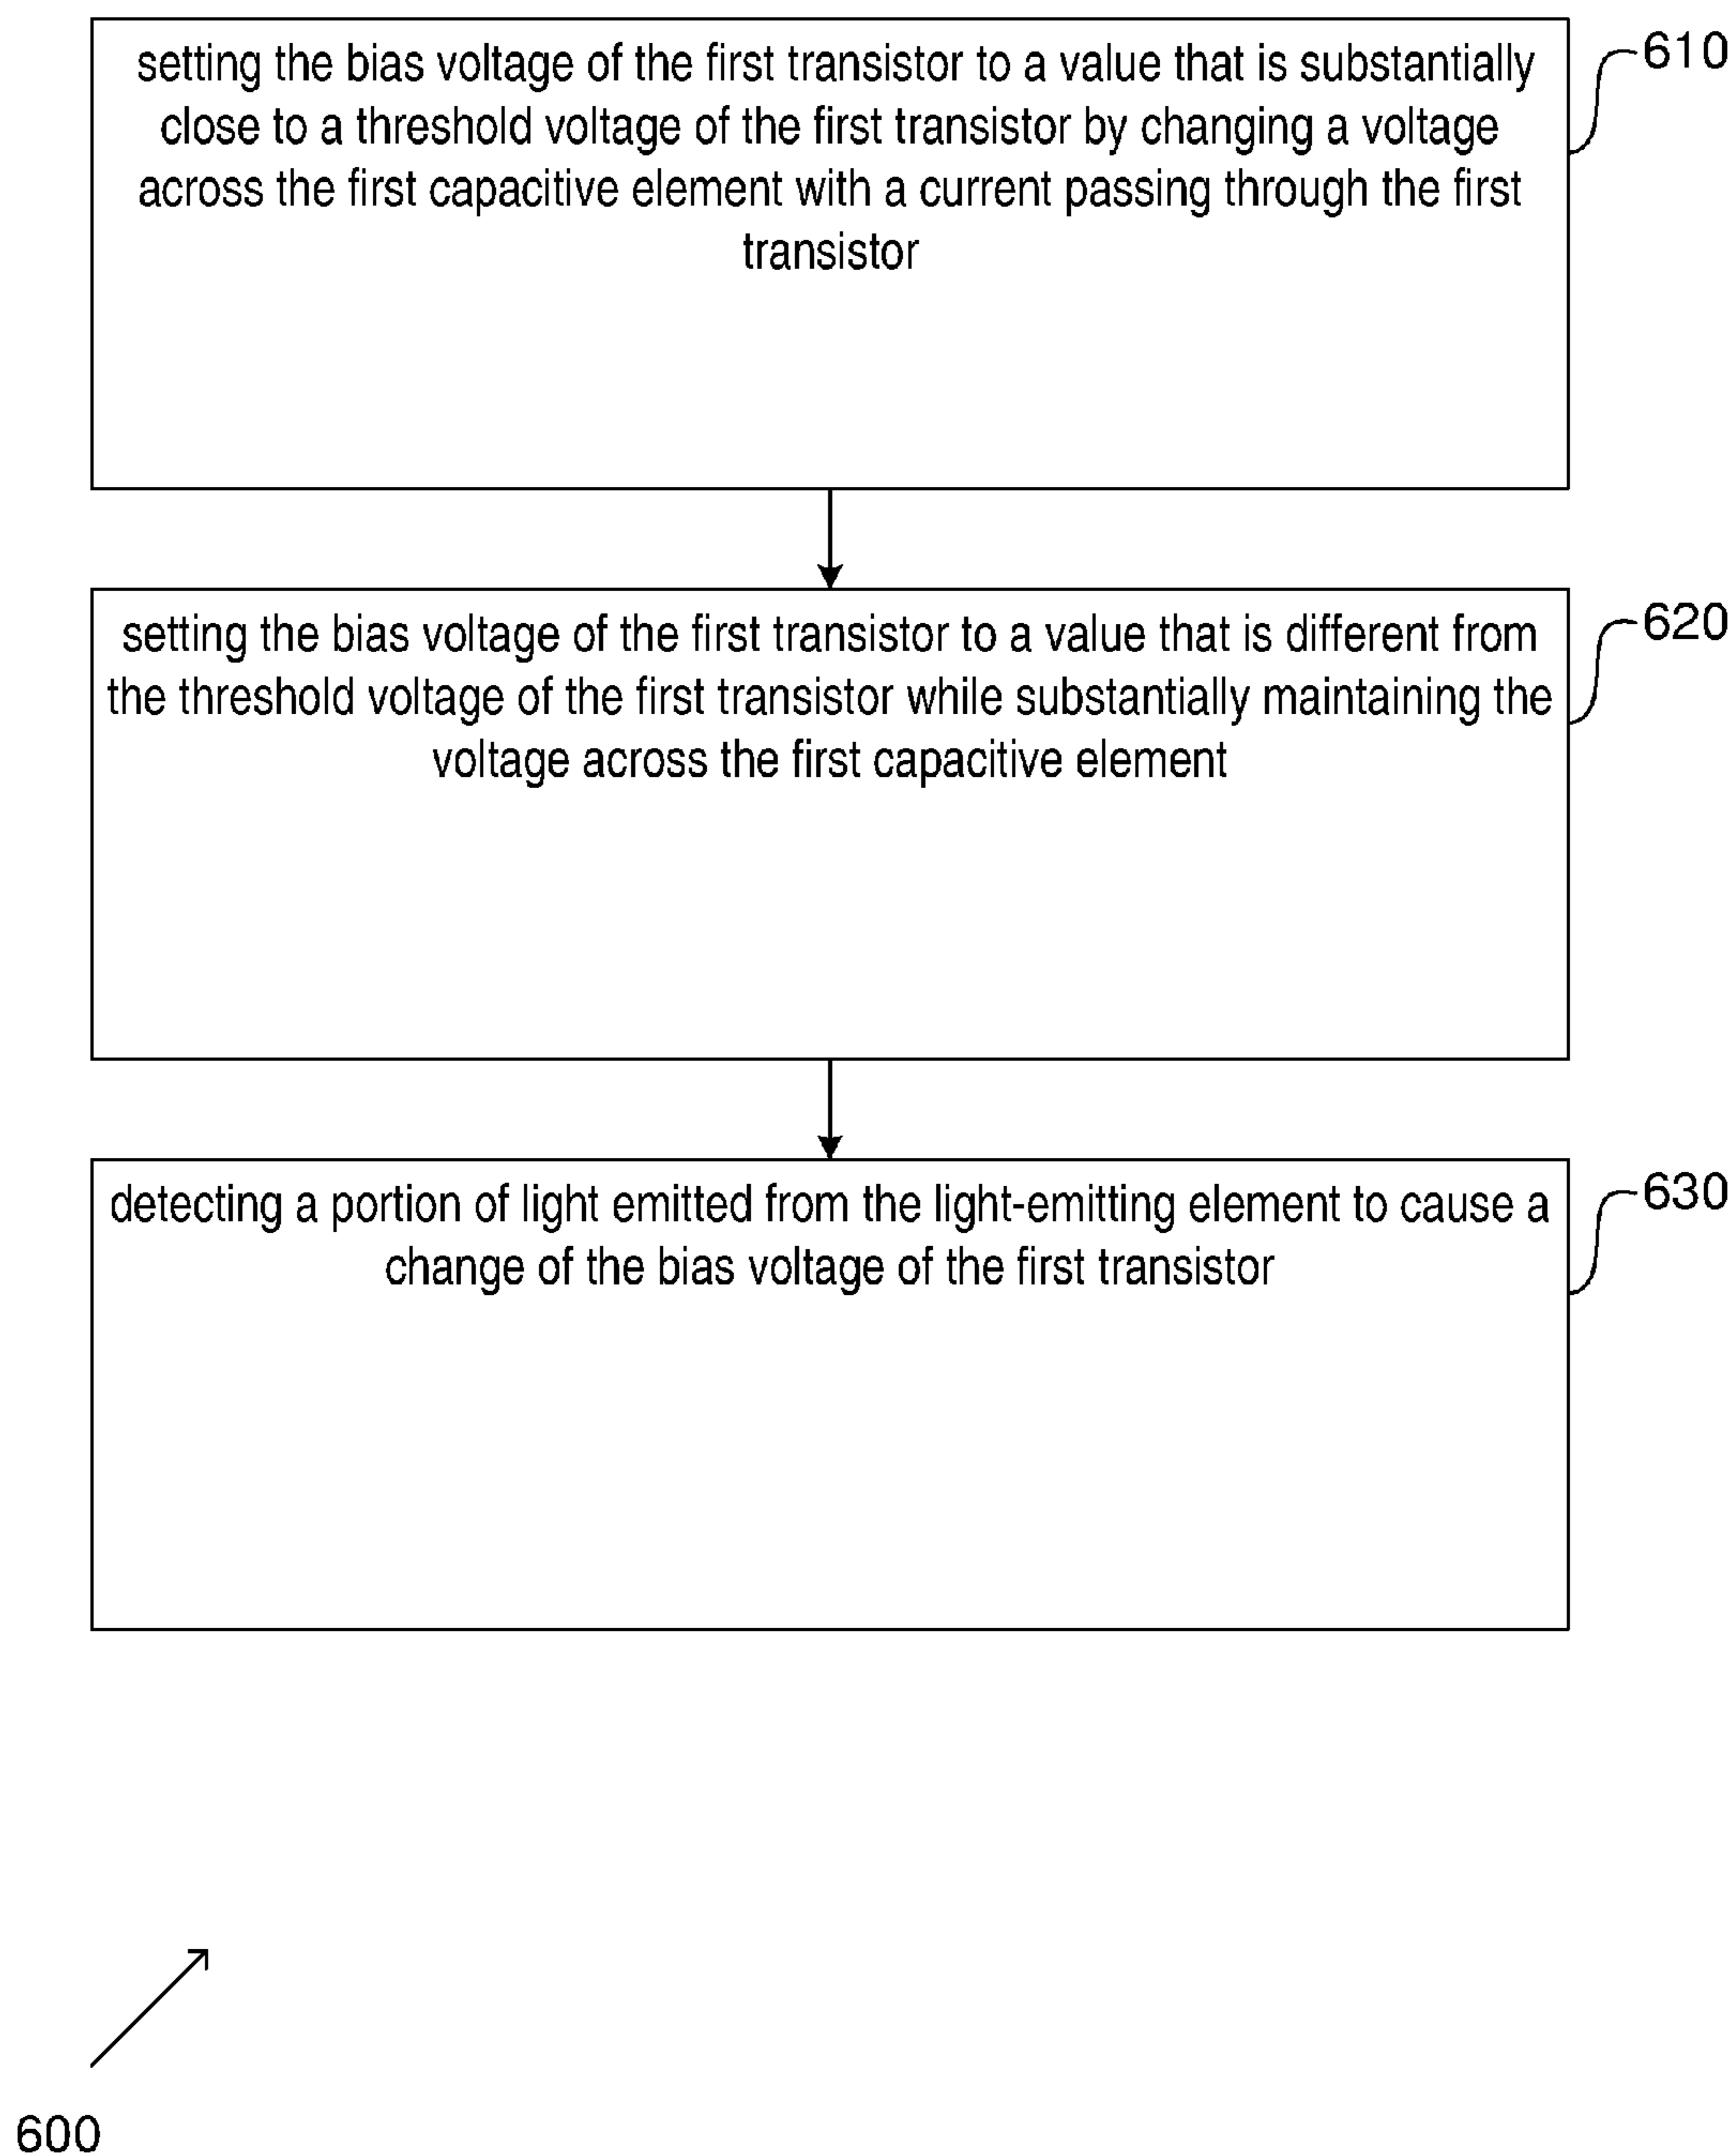 setting the bias voltage of the first transistor to a value that is substantially
close to a threshold voltage of the first transistor by changing a voltage
across the first capacitive element with a current passing through the first
transistor
610
setting the bias voltage of the first transistor to a value that is different from
the threshold voltage of the first transistor while substantially maintaining the
voltage across the first capacitive element
620
detecting a portion of light emitted from the light-emitting element to cause a
change of the bias voltage of the first transistor
630
600